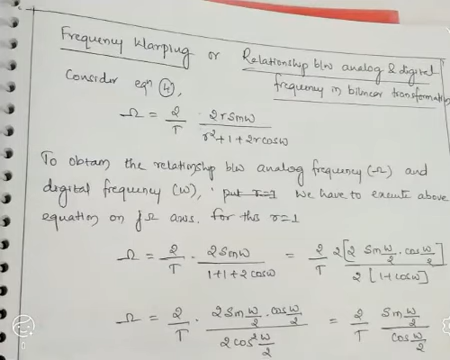 Frequency Warping or Relationship b/w analog & digital
frequency in bilinear transformation
Consider eqn ④,
Ω = 2/T · 2r sinω / r²+1+2r cosω
To obtain the relationship b/w analog frequency (Ω) and
digital frequency (ω), put r=1 We have to execute above
equation on jΩ axis. for this r=1
Ω = 2/T · 2 sinω / 1+1+2 cosω = 2/T · 2[2 sin ω/2 · cos ω/2] / 2[1+cosω]
Ω = 2/T · 2 sin ω/2 · cos ω/2 / 2cos² ω/2 = 2/T · sin ω/2 / cos ω/2